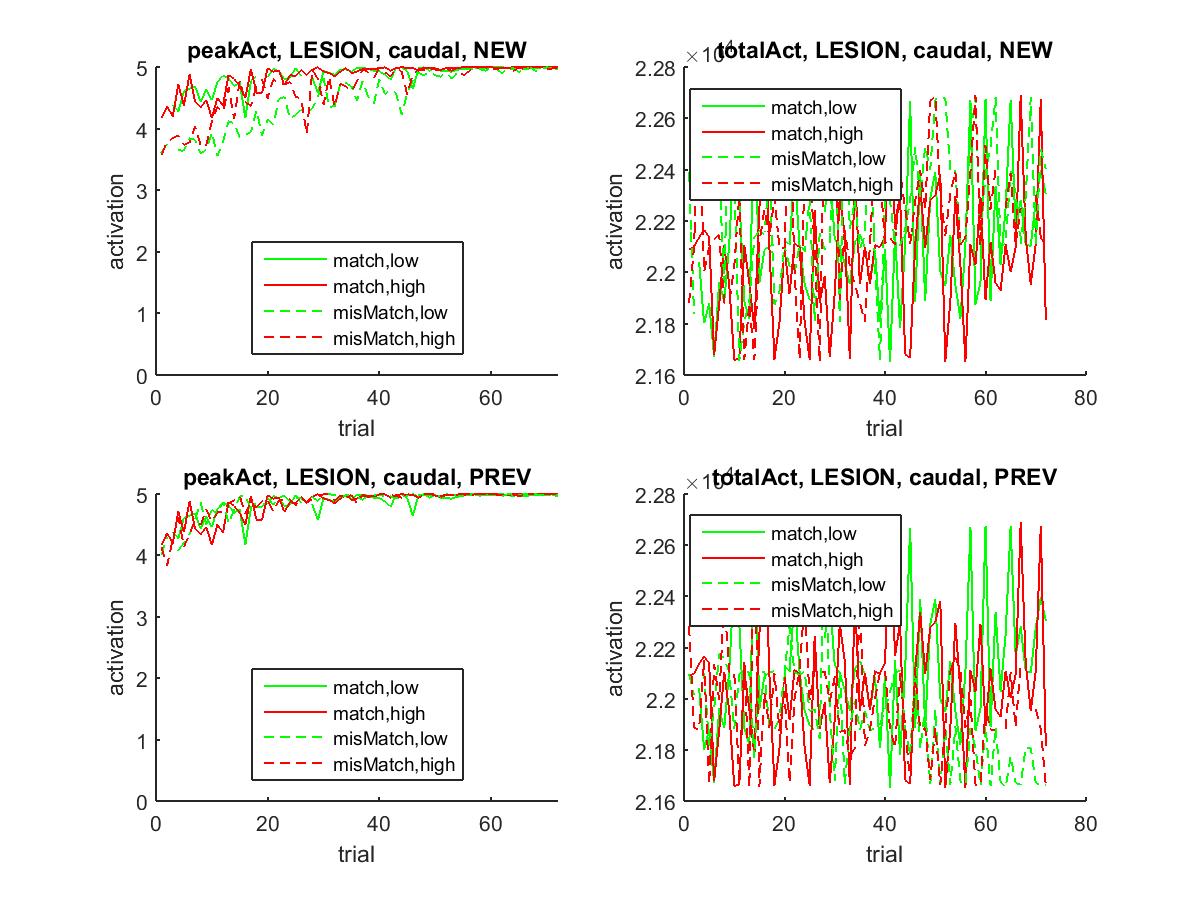 peakAct, LESION, caudal, NEW
5
4
3
2
1
0
activation
match,low
match,high
misMatch,low
misMatch,high
0 20 40 60
trial
×10
totalAct, LESION, caudal, NEW
2.28
2.26
2.24
2.22
2.2
2.18
2.16
activation
match,low
match,high
misMatch,low
misMatch,high
0 20 40 60 80
trial
peakAct, LESION, caudal, PREV
5
4
3
2
1
0
activation
match,low
match,high
misMatch,low
misMatch,high
0 20 40 60
trial
×10
totalAct, LESION, caudal, PREV
2.28
2.26
2.24
2.22
2.2
2.18
2.16
activation
match,low
match,high
misMatch,low
misMatch,high
0 20 40 60 80
trial